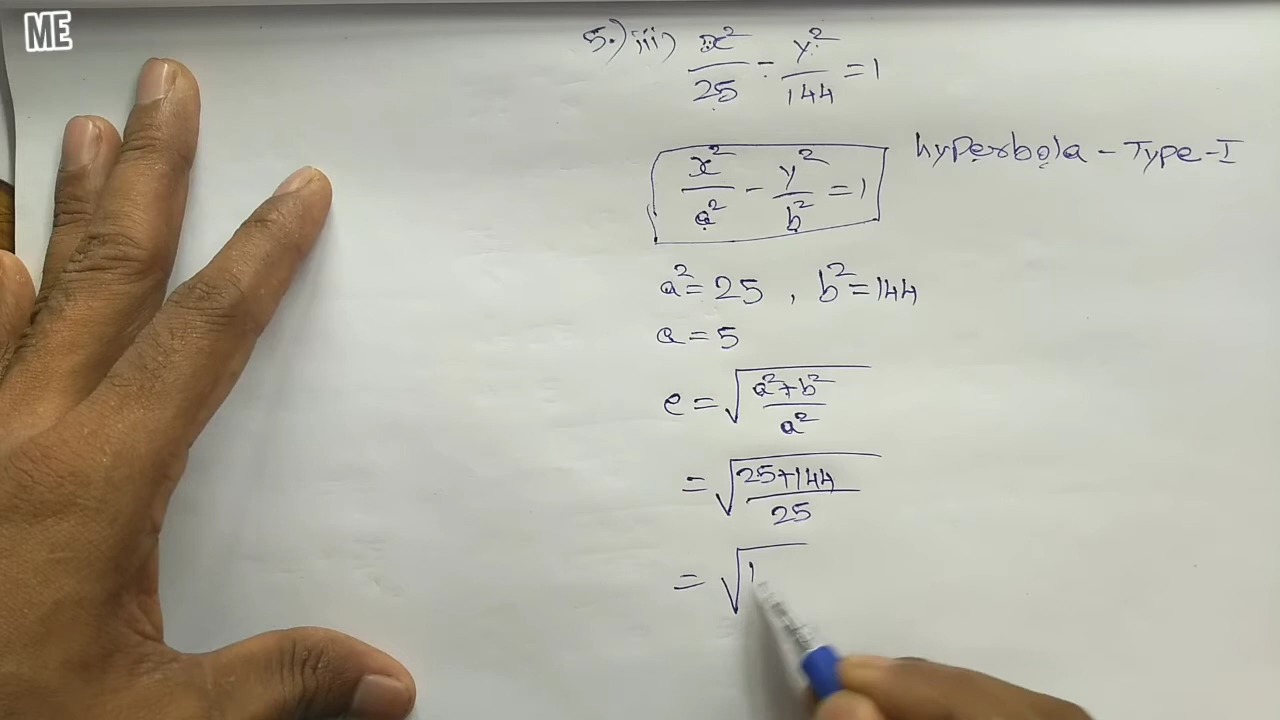 ME
5.) iii) x²/25 - y²/144 = 1
x²/a² - y²/b² = 1 hyperbola - Type - I
a² = 25 , b² = 144
a = 5
e = √(a²+b²)/a²
= √(25+144)/25
= √1